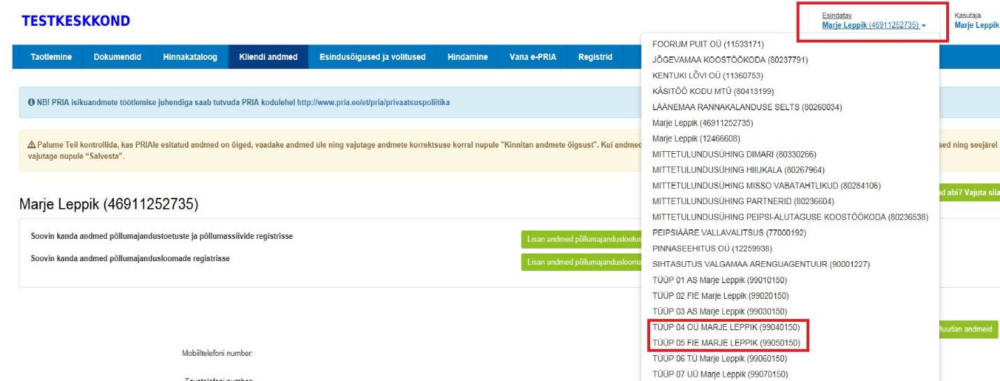 TESTKESKKOND
Esindatav
Marje Leppik (46911252735)
Kasutaja
Marje Leppik
Taotlemine Dokumendid Hinnakataloog Kliendi andmed Esindusõigused ja volitused Hindamine Vana e-PRIA Registrid
FOORUM PUIT OÜ (11533171)
JÕGEVAMAA KOOSTÖÖKODA (80237791)
KENTUKI LÕVI OÜ (11360753)
KÄSITÖÖ KODU MTÜ (80413199)
LÄÄNEMAA RANNAKALANDUSE SELTS (80260034)
Marje Leppik (46911252735)
Marje Leppik (12466608)
MITTETULUNDUSÜHING DIMARI (80330266)
MITTETULUNDUSÜHING HIIUKALA (80267964)
MITTETULUNDUSÜHING MISSO VABATAHTLIKUD (80284106)
MITTETULUNDUSÜHING PARTNERID (80236604)
MITTETULUNDUSÜHING PEIPSI-ALUTAGUSE KOOSTÖÖKODA (80236538)
PEIPSIÄÄRE VALLAVALITSUS (77000192)
PINNASEEHITUS OÜ (12259938)
SIHTASUTUS VALGAMAA ARENGUAGENTUUR (90001227)
TÜÜP 01 AS Marje Leppik (99010150)
TÜÜP 02 FIE Marje Leppik (99020150)
TÜÜP 03 AS Marje Leppik (99030150)
TÜÜP 04 OÜ MARJE LEPPIK (99040150)
TÜÜP 05 FIE MARJE LEPPIK (99050150)
TÜÜP 06 TÜ Marje Leppik (99060150)
TÜÜP 07 UÜ Marje Leppik (99070150)
NB! PRIA isikuandmete töötlemise juhendiga saab tutvuda PRIA kodulehel http://www.pria.ee/et/pria/privaatsuspoliitika
Palume Teil kontrollida, kas PRIAle esitatud andmed on õiged, vaadake andmed üle ning vajutage andmete korrektsuse korral nupule "Kinnitan andmete õigsust". Kui andmed sed ning seejärel
vajutage nupule “Salvesta”.
ad abi? Vajuta siia
Marje Leppik (46911252735)
Soovin kanda andmed põllumajandustoetuste ja põllumassiivide registrisse
Lisan andmed põllumajandustoetus
Soovin kanda andmed põllumajandusloomade registrisse
Lisan andmed põllumajanduslooma
Muudan andmeid
Mobiiltelefoni number: